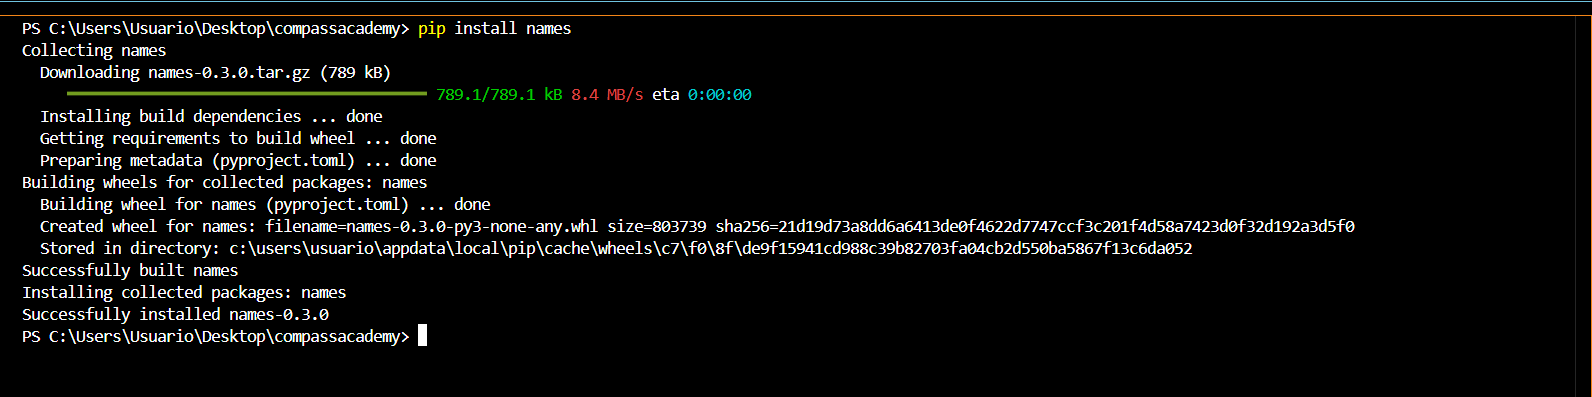 PS C:\Users\Usuario\Desktop\compassacademy> pip install names
Collecting names
Downloading names-0.3.0.tar.gz (789 kB)
789.1/789.1 kB 8.4 MB/s eta 0:00:00
Installing build dependencies ... done
Getting requirements to build wheel ... done
Preparing metadata (pyproject.toml) ... done
Building wheels for collected packages: names
Building wheel for names (pyproject.toml) ... done
Created wheel for names: filename=names-0.3.0-py3-none-any.whl size=803739 sha256=21d19d73a8dd6a6413de0f4622d7747ccf3c201f4d58a7423d0f32d192a3d5f0
Stored in directory: c:\users\usuario\appdata\local\pip\cache\wheels\c7\f0\8f\de9f15941cd988c39b82703fa04cb2d550ba5867f13c6da052
Successfully built names
Installing collected packages: names
Successfully installed names-0.3.0
PS C:\Users\Usuario\Desktop\compassacademy>